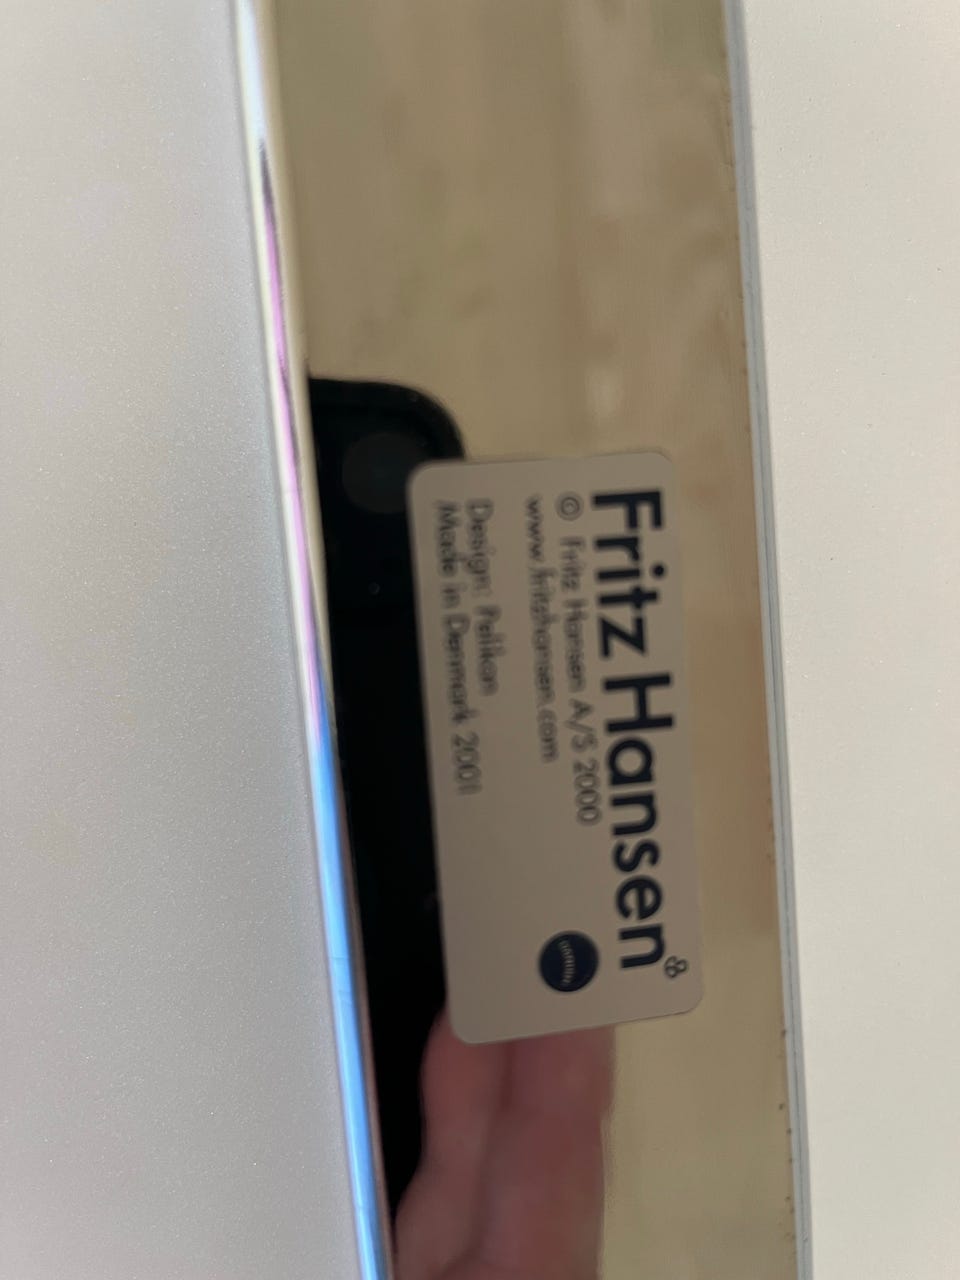 Fritz Hansen
© Fritz Hansen A/S 2000
www.fritzhansen.com
Design: Pelikan
Made in Denmark 2001